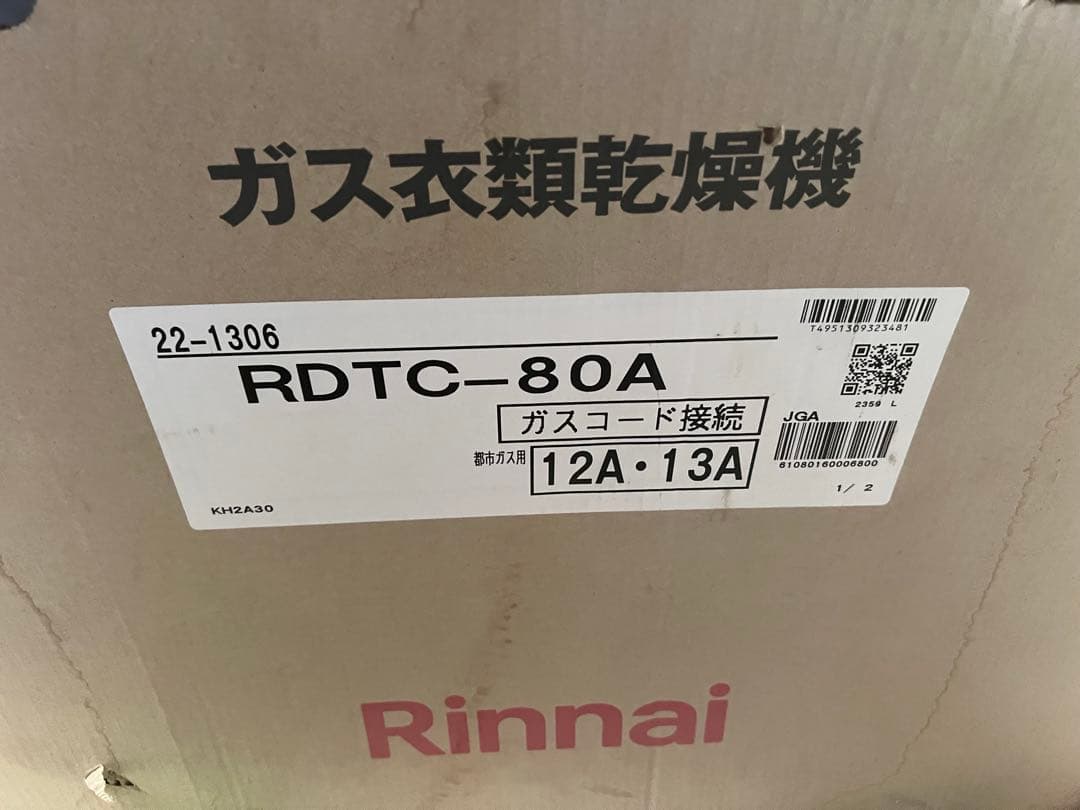 ガス衣類乾燥機
22-1306
T4951309323481
RDTC-80A
2359 L
ガスコード接続
JGA
都市ガス用 12A・13A
61080160006800
1/ 2
KH2A30
Rinnai